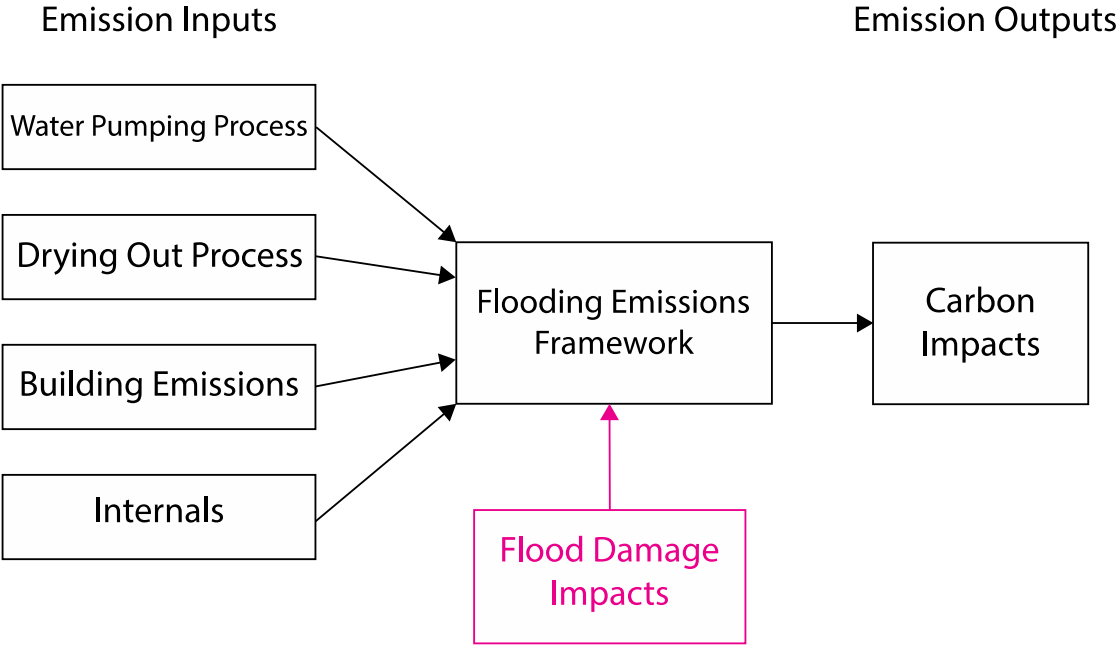 Emission Inputs
Emission Outputs
Water Pumping Process
Drying Out Process
Building Emissions
Internals
Flooding Emissions
Framework
Carbon
Impacts
Flood Damage
Impacts